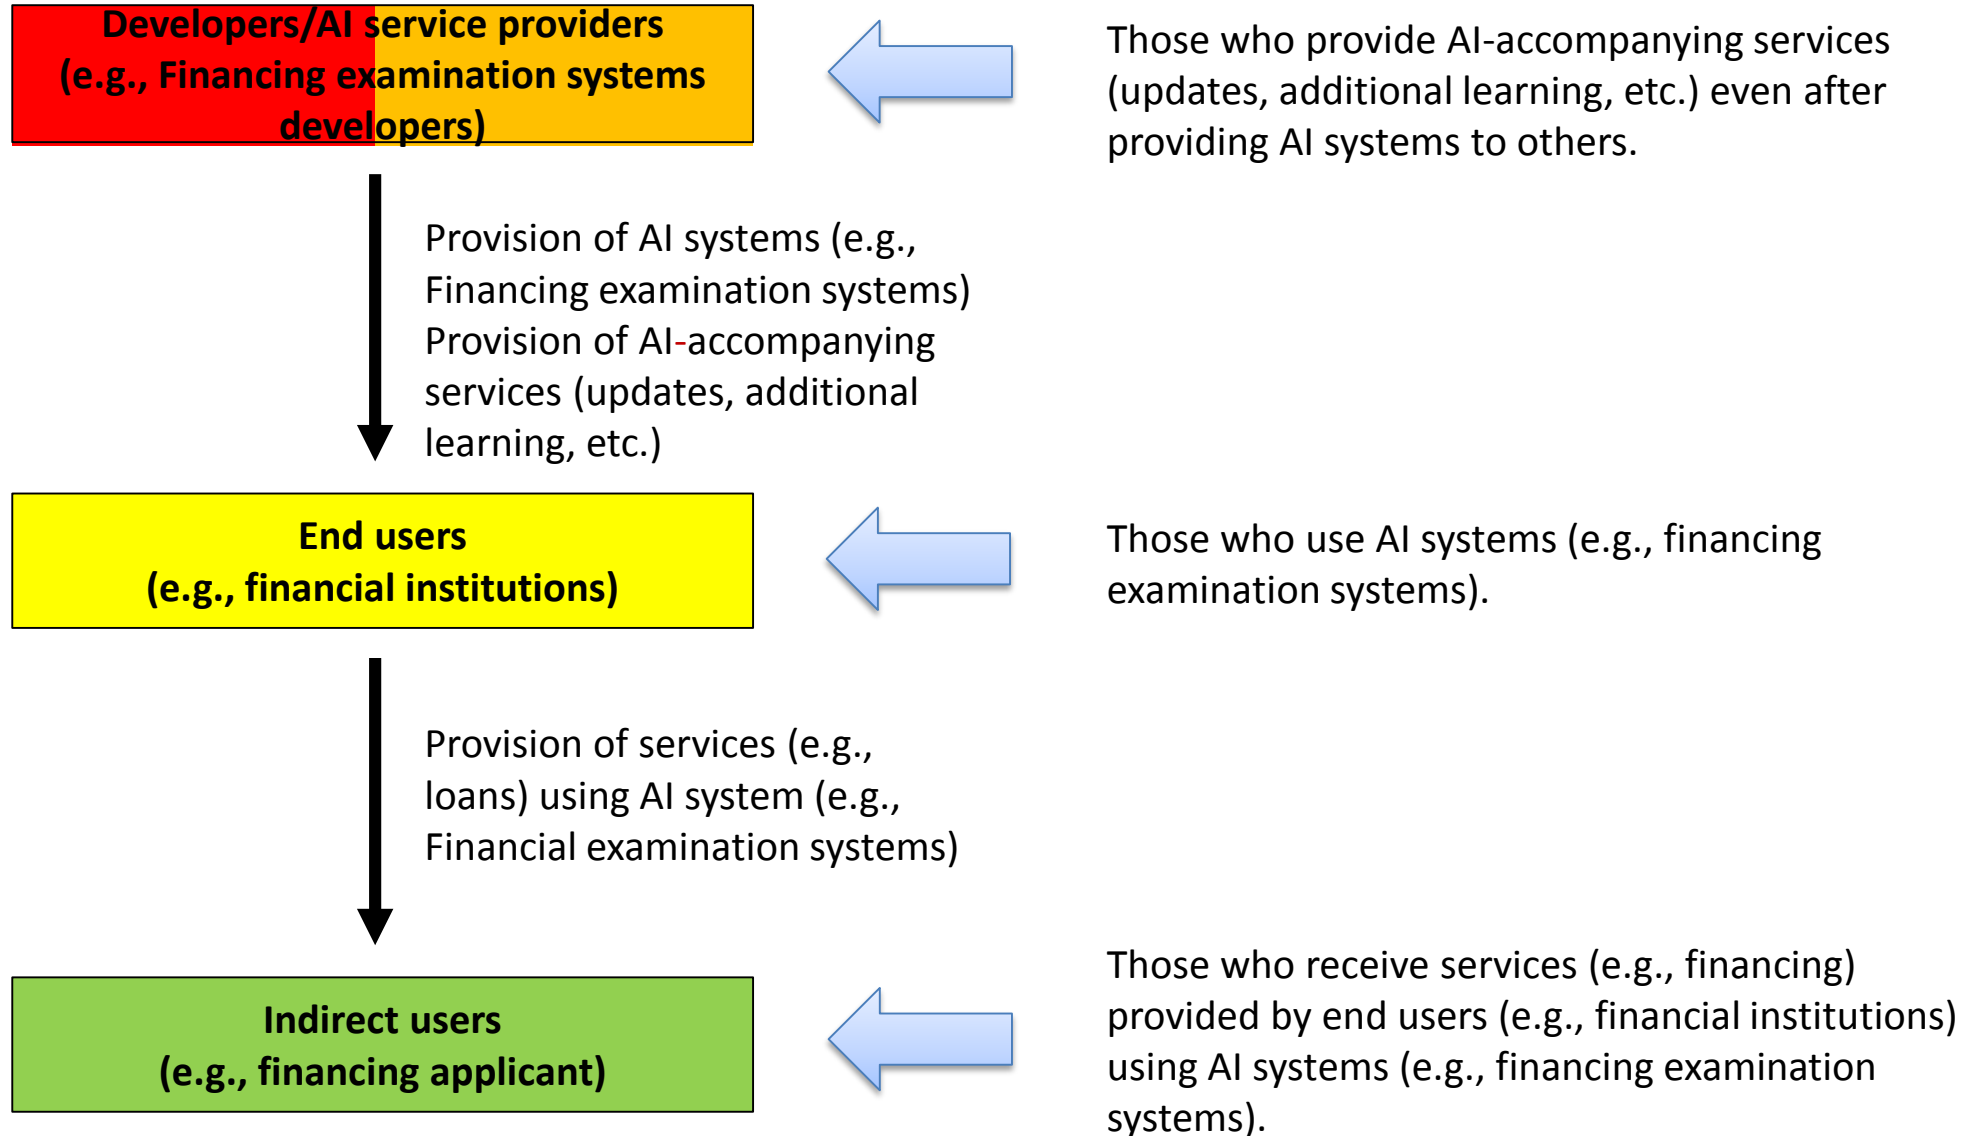 Developers/AI service providers
(e.g., Financing examination systems
developers)
Those who provide AI-accompanying services
(updates, additional learning, etc.) even after
providing AI systems to others.
Provision of AI systems (e.g.,
Financing examination systems)
Provision of AI-accompanying
services (updates, additional
learning, etc.)
End users
(e.g., financial institutions)
Those who use AI systems (e.g., financing
examination systems).
Provision of services (e.g.,
loans) using AI system (e.g.,
Financial examination systems)
Indirect users
(e.g., financing applicant)
Those who receive services (e.g., financing)
provided by end users (e.g., financial institutions)
using AI systems (e.g., financing examination
systems).